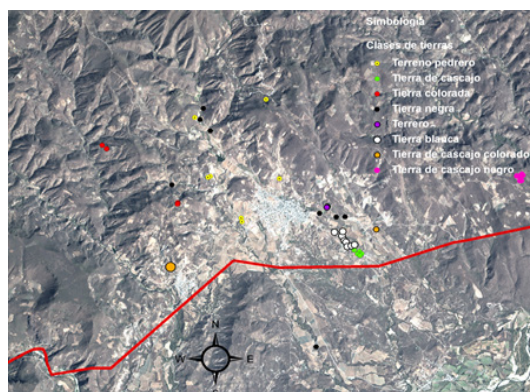 Simbología
Clases de tierras
Terreno pedrero
Tierra de cascajo
Tierra colorada
Tierra negra
Terrero
Tierra blanca
Tierra de cascajo colorado
Tierra de cascajo negro
N
W E
S